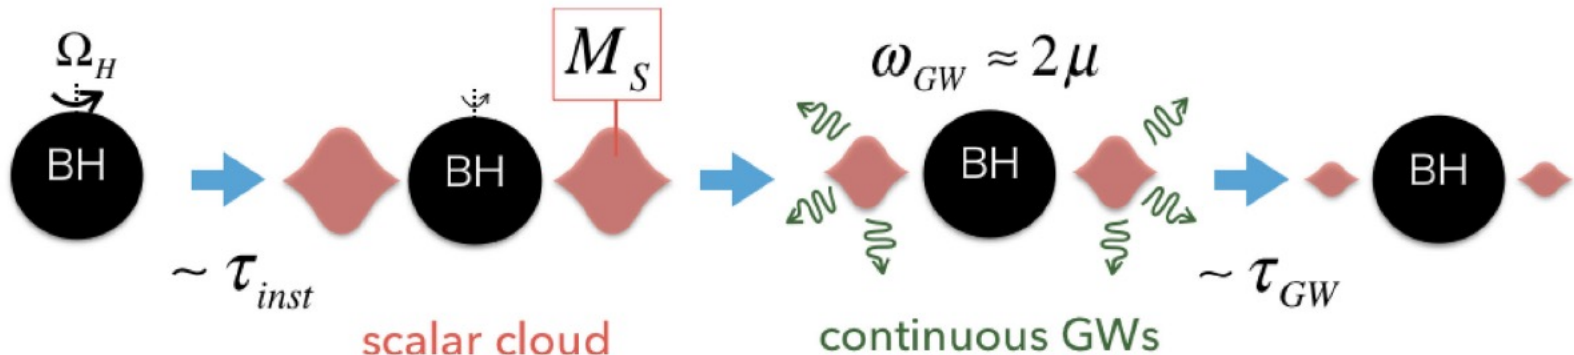 Ω_H
M_S
ω_GW ≈ 2μ
BH
BH
BH
BH
~ τ_inst
~ τ_GW
scalar cloud
continuous GWs